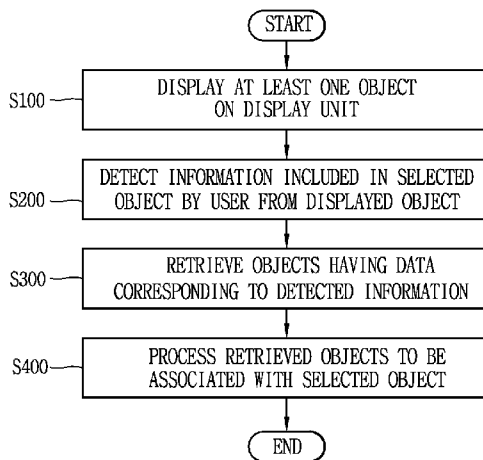 START
S100
DISPLAY AT LEAST ONE OBJECT
ON DISPLAY UNIT
S200
DETECT INFORMATION INCLUDED IN SELECTED
OBJECT BY USER FROM DISPLAYED OBJECT
S300
RETRIEVE OBJECTS HAVING DATA
CORRESPONDING TO DETECTED INFORMATION
S400
PROCESS RETRIEVED OBJECTS TO BE
ASSOCIATED WITH SELECTED OBJECT
END